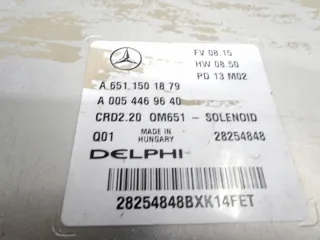 FV 08.15
HW 08.50
PD 13 M02
A 651 150 18 79
A 005 446 96 40
CRD2.20 OM651 - SOLENOID
Q01 MADE IN HUNGARY 28254848
DELPHI
28254848BXK14FET